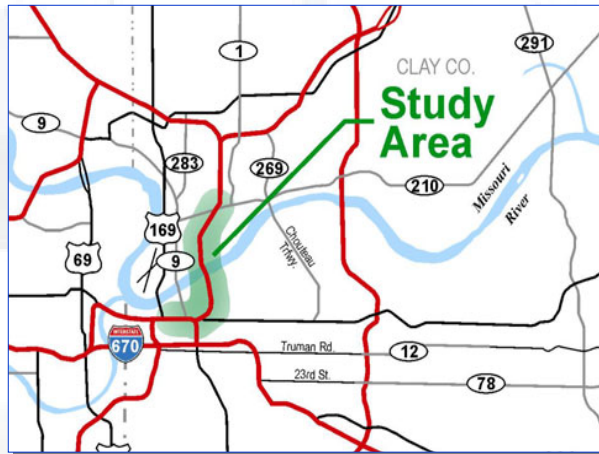 1
291
CLAY CO.
Study
Area
9
283
269
210
Missouri
River
169
69
9
Chouteau
Trfwy.
INTERSTATE
670
Truman Rd.
12
23rd St.
78